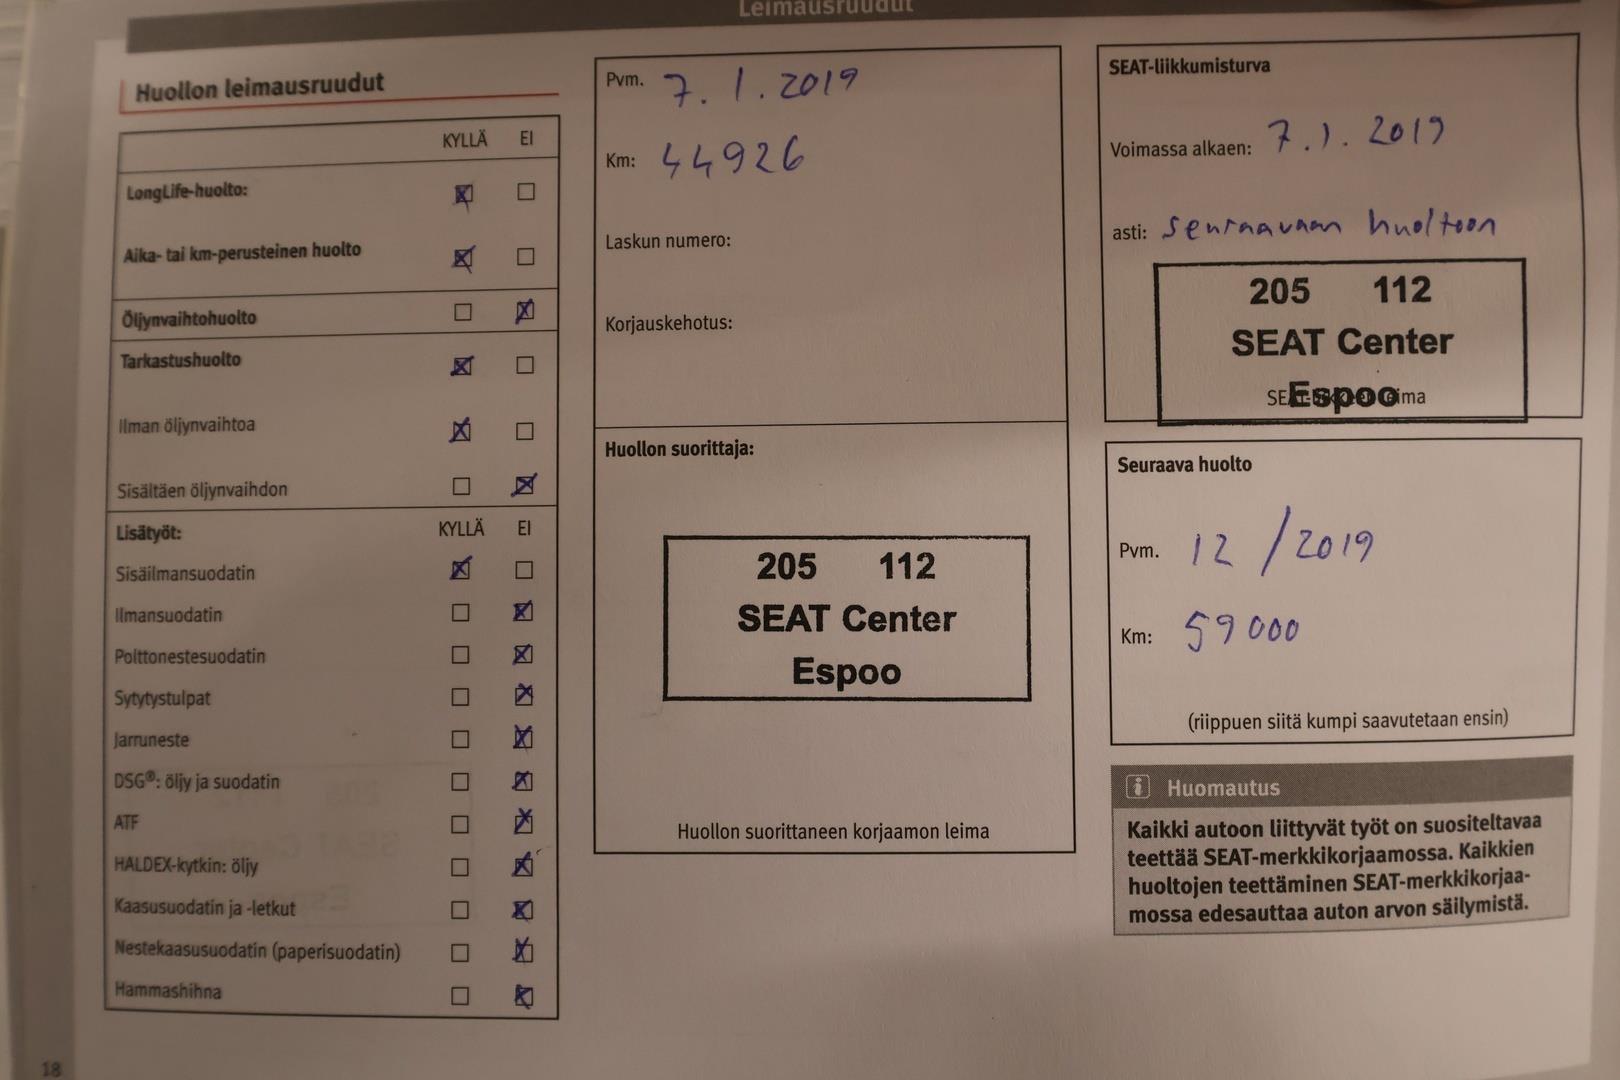 Leimausruudut
Huollon leimausruudut
KYLLÄ EI
LongLife-huolto:
Aika- tai km-perusteinen huolto
Öljynvaihtohuolto
Tarkastushuolto
Ilman öljynvaihtoa
Sisältäen öljynvaihdon
Lisätyöt: KYLLÄ EI
Sisäilmansuodatin
Ilmansuodatin
Polttonestesuodatin
Sytytystulpat
Jarruneste
DSG®: öljy ja suodatin
ATF
HALDEX-kytkin: öljy
Kaasusuodatin ja -letkut
Nestekaasusuodatin (paperisuodatin)
Hammashihna
18
Pvm. 7.1.2019
Km: 44926
Laskun numero:
Korjauskehotus:
Huollon suorittaja:
205 112
SEAT Center
Espoo
Huollon suorittaneen korjaamon leima
SEAT-liikkumisturva
Voimassa alkaen: 7.1.2019
asti: seuraavaan huoltoon
205 112
SEAT Center
Espoo
Seuraava huolto
Pvm. 12/2019
Km: 59000
(riippuen siitä kumpi saavutetaan ensin)
Huomautus
Kaikki autoon liittyvät työt on suositeltavaa
teettää SEAT-merkkikorjaamossa. Kaikkien
huoltojen teettäminen SEAT-merkkikorjaa-
mossa edesauttaa auton arvon säilymistä.